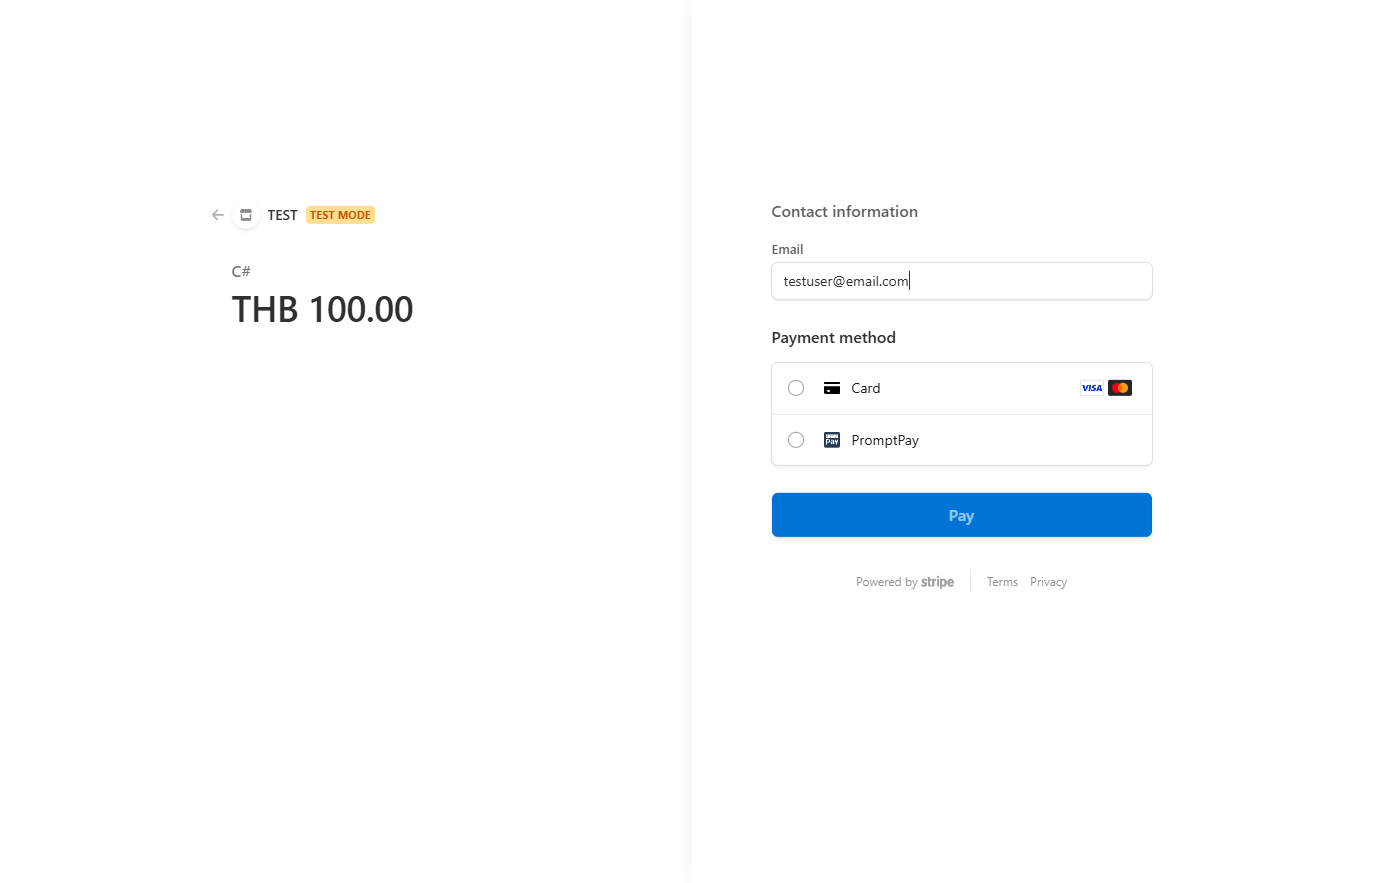 TEST TEST MODE
C#
THB 100.00
Contact information
Email
testuser@email.com
Payment method
Card VISA
PromptPay
Pay
Powered by stripe
Terms Privacy